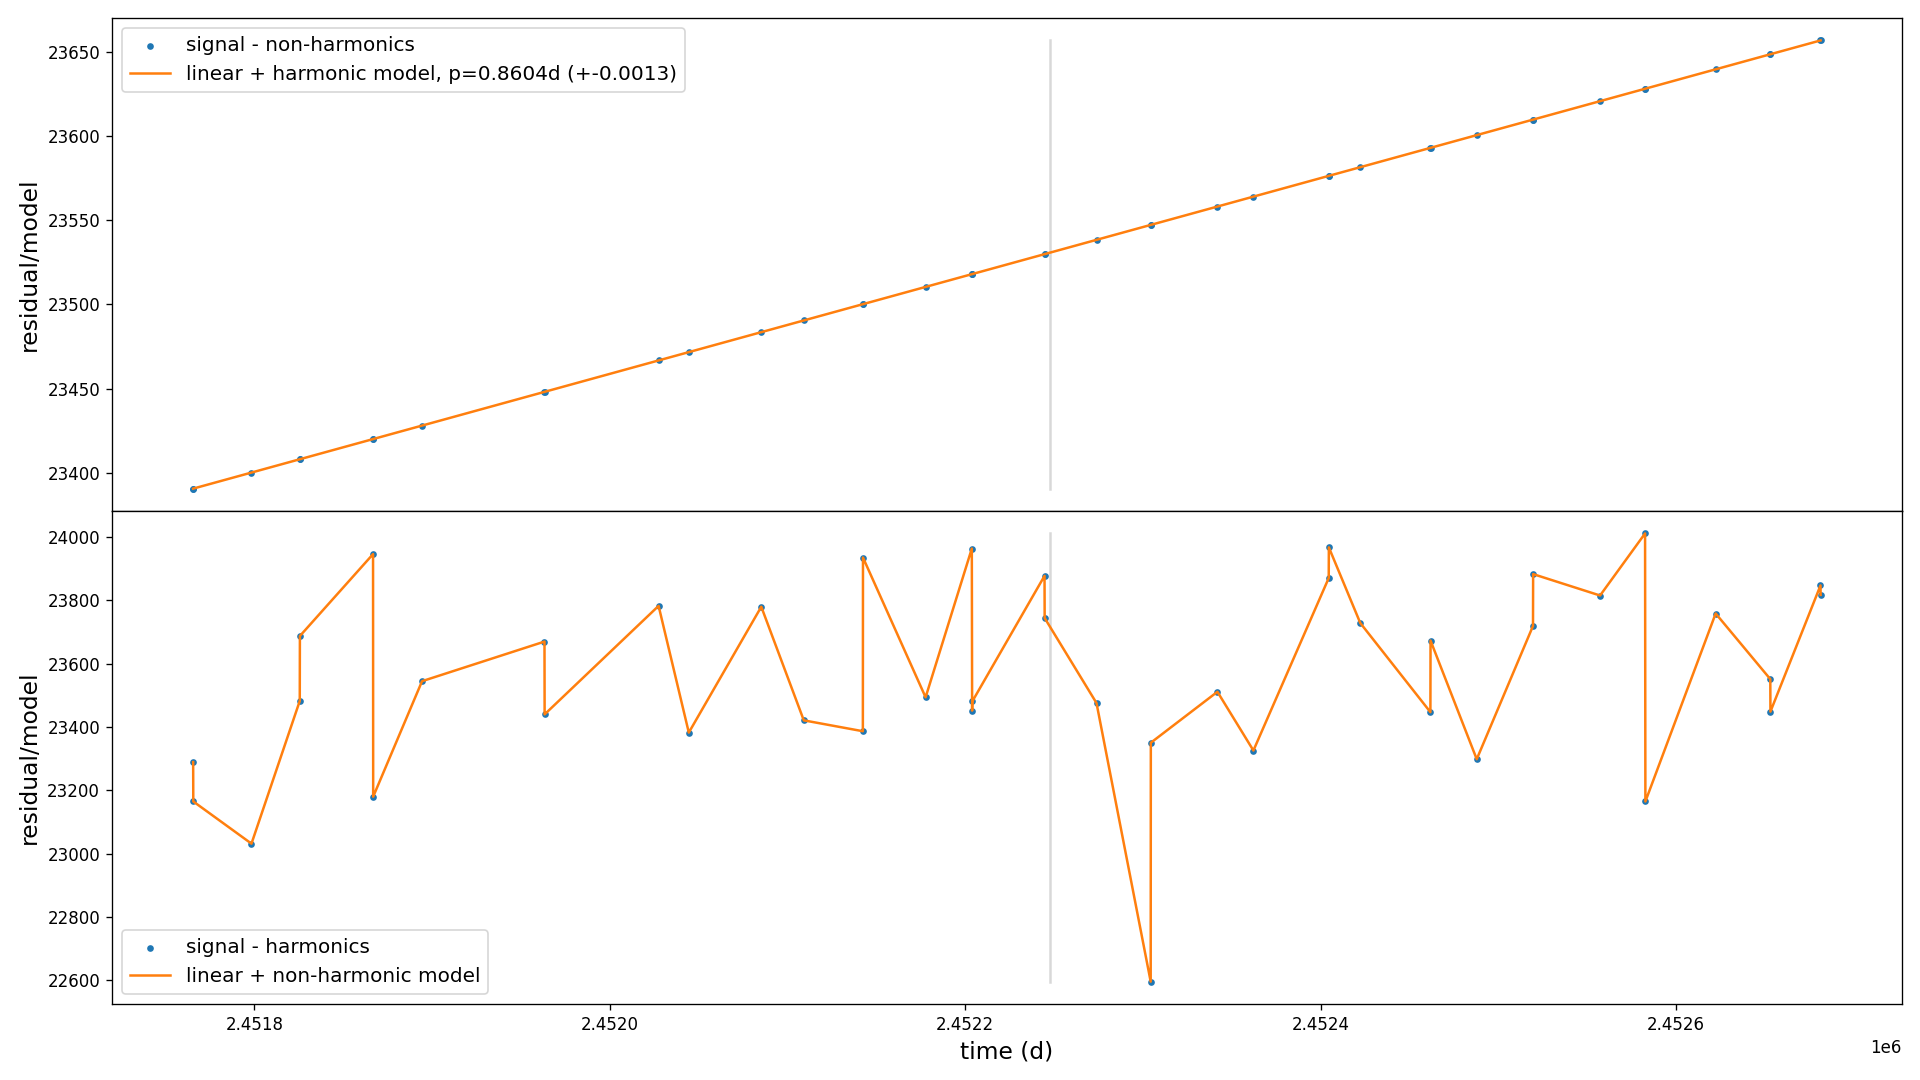 signal - non-harmonics
linear + harmonic model, p=0.8604d (+-0.0013)
residual/model
23650
23600
23550
23500
23450
23400
residual/model
24000
23800
23600
23400
23200
23000
22800
22600
signal - harmonics
linear + non-harmonic model
2.4518
2.4520
2.4522
2.4524
2.4526
time (d)
1e6